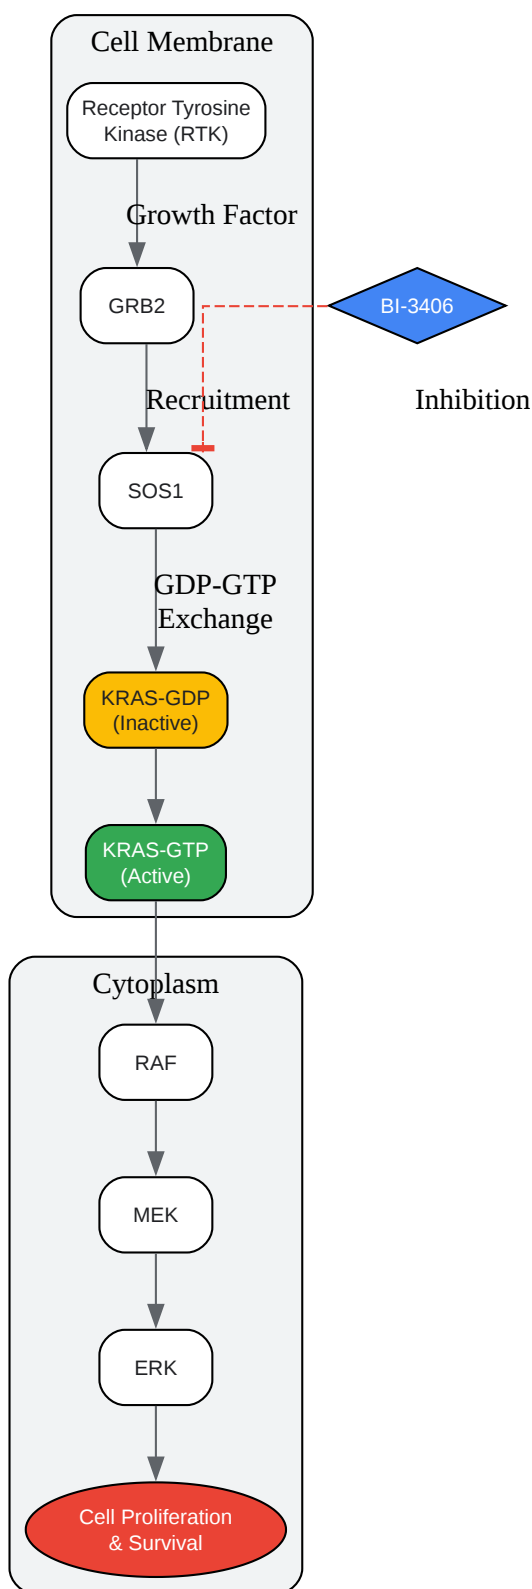 Cell Membrane
Receptor Tyrosine
Kinase (RTK)
Growth Factor
GRB2
BI-3406
Recruitment
Inhibition
SOS1
GDP-GTP
Exchange
KRAS-GDP
(Inactive)
KRAS-GTP
(Active)
Cytoplasm
RAF
MEK
ERK
Cell Proliferation
& Survival